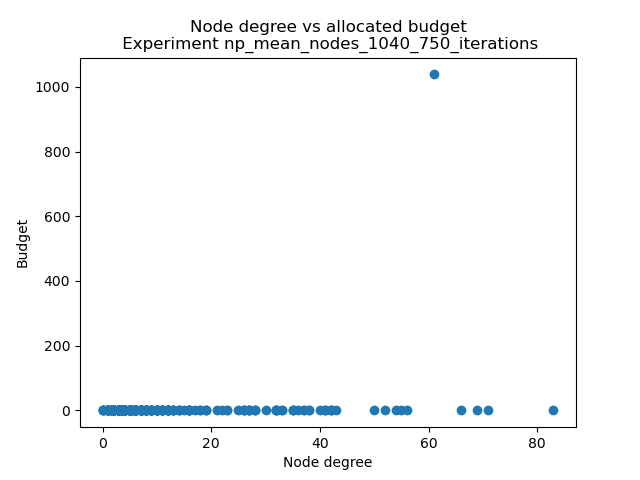 Node degree vs allocated budget
Experiment np_mean_nodes_1040_750_iterations
1000
800
600
400
200
0
Budget
0 20 40 60 80
Node degree